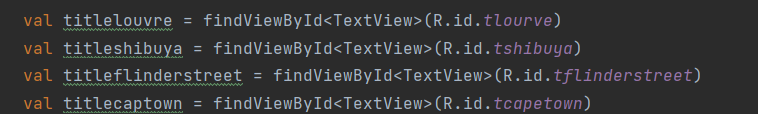 val titlelouvre = findViewById<TextView>(R.id.tlourve)
val titleshibuya = findViewById<TextView>(R.id.tshibuya)
val titleflinderstreet = findViewById<TextView>(R.id.tflinderstreet)
val titlecaptown = findViewById<TextView>(R.id.tcapetown)